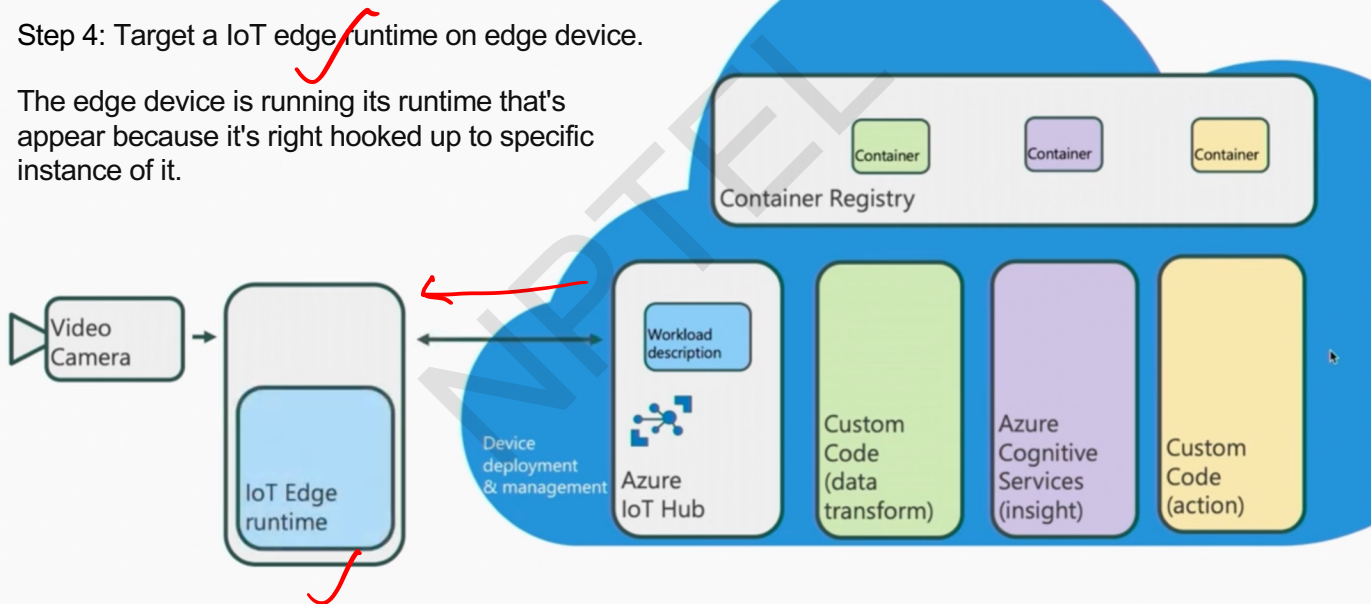 Step 4: Target a IoT edge runtime on edge device.
The edge device is running its runtime that's
appear because it's right hooked up to specific
instance of it.
Container
Container
Container
Container Registry
Video
Camera
IoT Edge
runtime
Device
deployment
& management
Workload
description
Azure
IoT Hub
Custom
Code
(data
transform)
Azure
Cognitive
Services
(insight)
Custom
Code
(action)
NPTEL